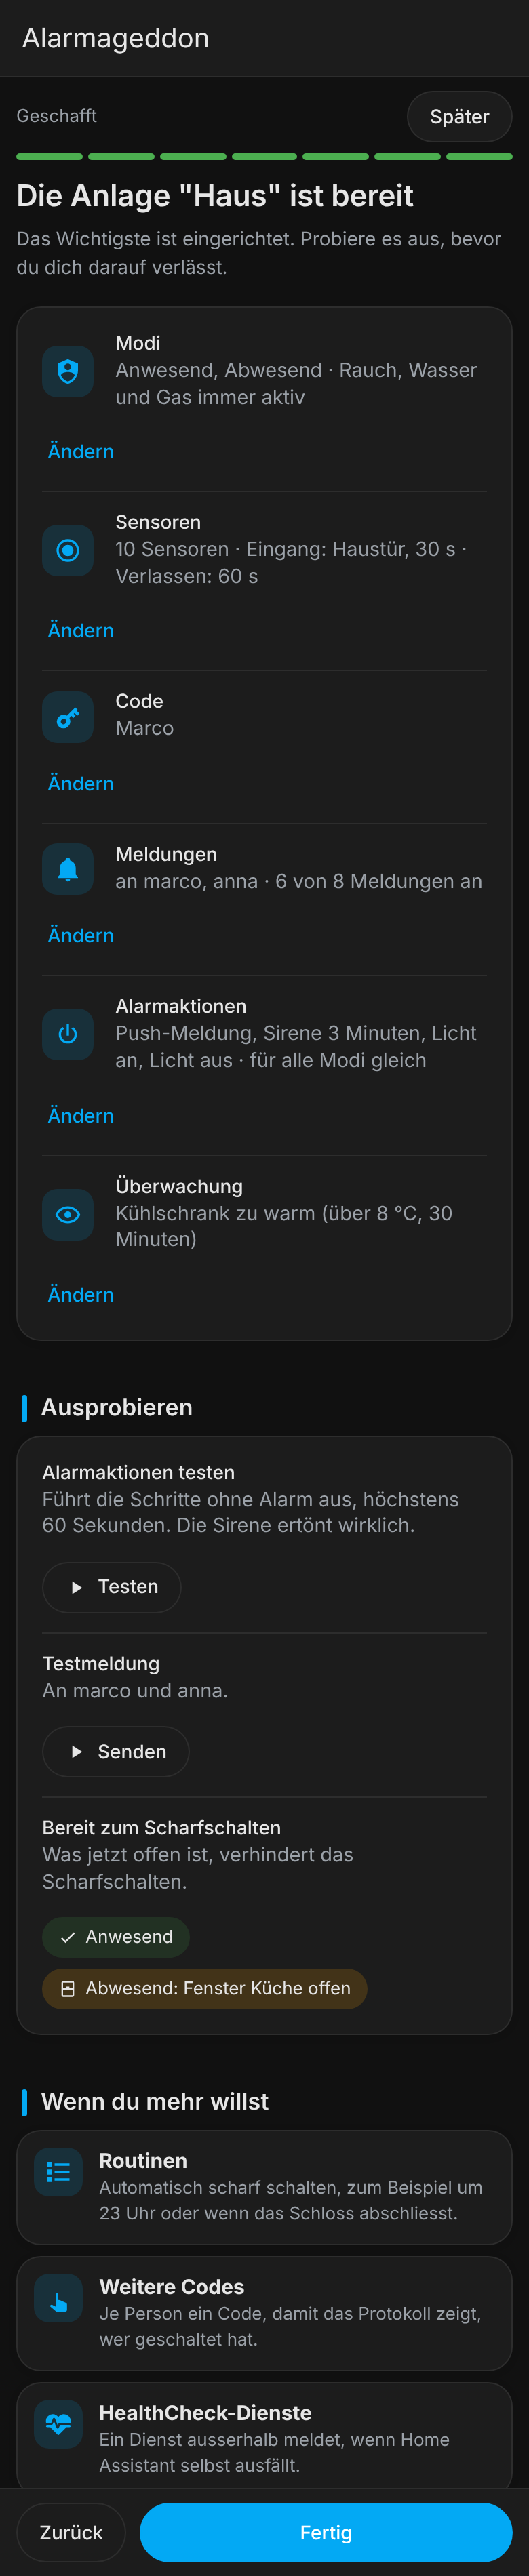 Alarmageddon
Geschafft
Später
Die Anlage "Haus" ist bereit
Das Wichtigste ist eingerichtet. Probiere es aus, bevor
du dich darauf verlässt.
Modi
Anwesend, Abwesend · Rauch, Wasser
und Gas immer aktiv
Ändern
Sensoren
10 Sensoren · Eingang: Haustür, 30 s ·
Verlassen: 60 s
Ändern
Code
Marco
Ändern
Meldungen
an marco, anna · 6 von 8 Meldungen an
Ändern
Alarmaktionen
Push-Meldung, Sirene 3 Minuten, Licht
an, Licht aus · für alle Modi gleich
Ändern
Überwachung
Kühlschrank zu warm (über 8 °C, 30
Minuten)
Ändern
Ausprobieren
Alarmaktionen testen
Führt die Schritte ohne Alarm aus, höchstens
60 Sekunden. Die Sirene ertönt wirklich.
Testen
Testmeldung
An marco und anna.
Senden
Bereit zum Scharfschalten
Was jetzt offen ist, verhindert das
Scharfschalten.
Anwesend
Abwesend: Fenster Küche offen
Wenn du mehr willst
Routinen
Automatisch scharf schalten, zum Beispiel um
23 Uhr oder wenn das Schloss abschliesst.
Weitere Codes
Je Person ein Code, damit das Protokoll zeigt,
wer geschaltet hat.
HealthCheck-Dienste
Ein Dienst ausserhalb meldet, wenn Home
Assistant selbst ausfällt.
Zurück
Fertig